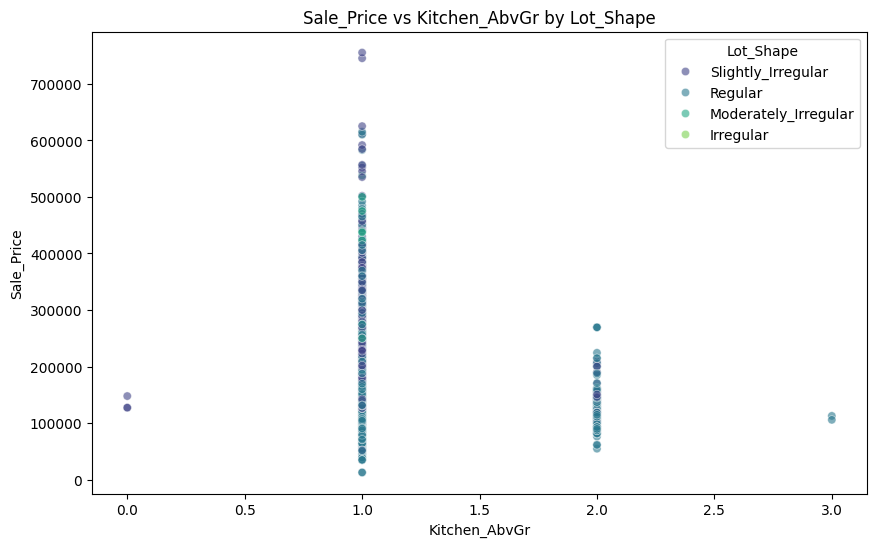 Sale_Price vs Kitchen_AbvGr by Lot_Shape
Lot_Shape
Slightly_Irregular
Regular
Moderately_Irregular
Irregular
Sale_Price
700000
600000
500000
400000
300000
200000
100000
0
0.0 0.5 1.0 1.5 2.0 2.5 3.0
Kitchen_AbvGr